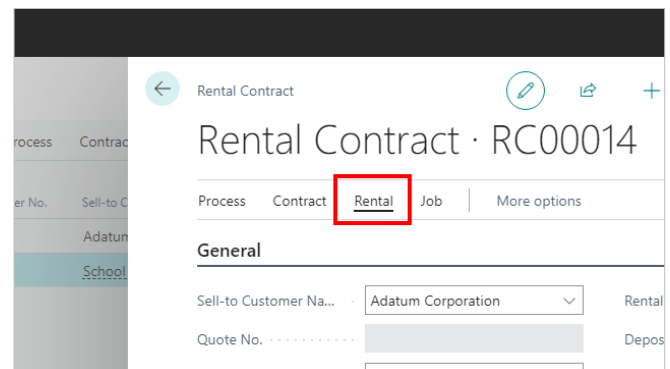 Rental Contract
Rental Contract · RC00014
Process Contract Rental Job More options
General
Sell-to Customer Na... Adatum Corporation Rental
Quote No. Depos
rocess Contrac
er No. Sell-to C
Adatun
School